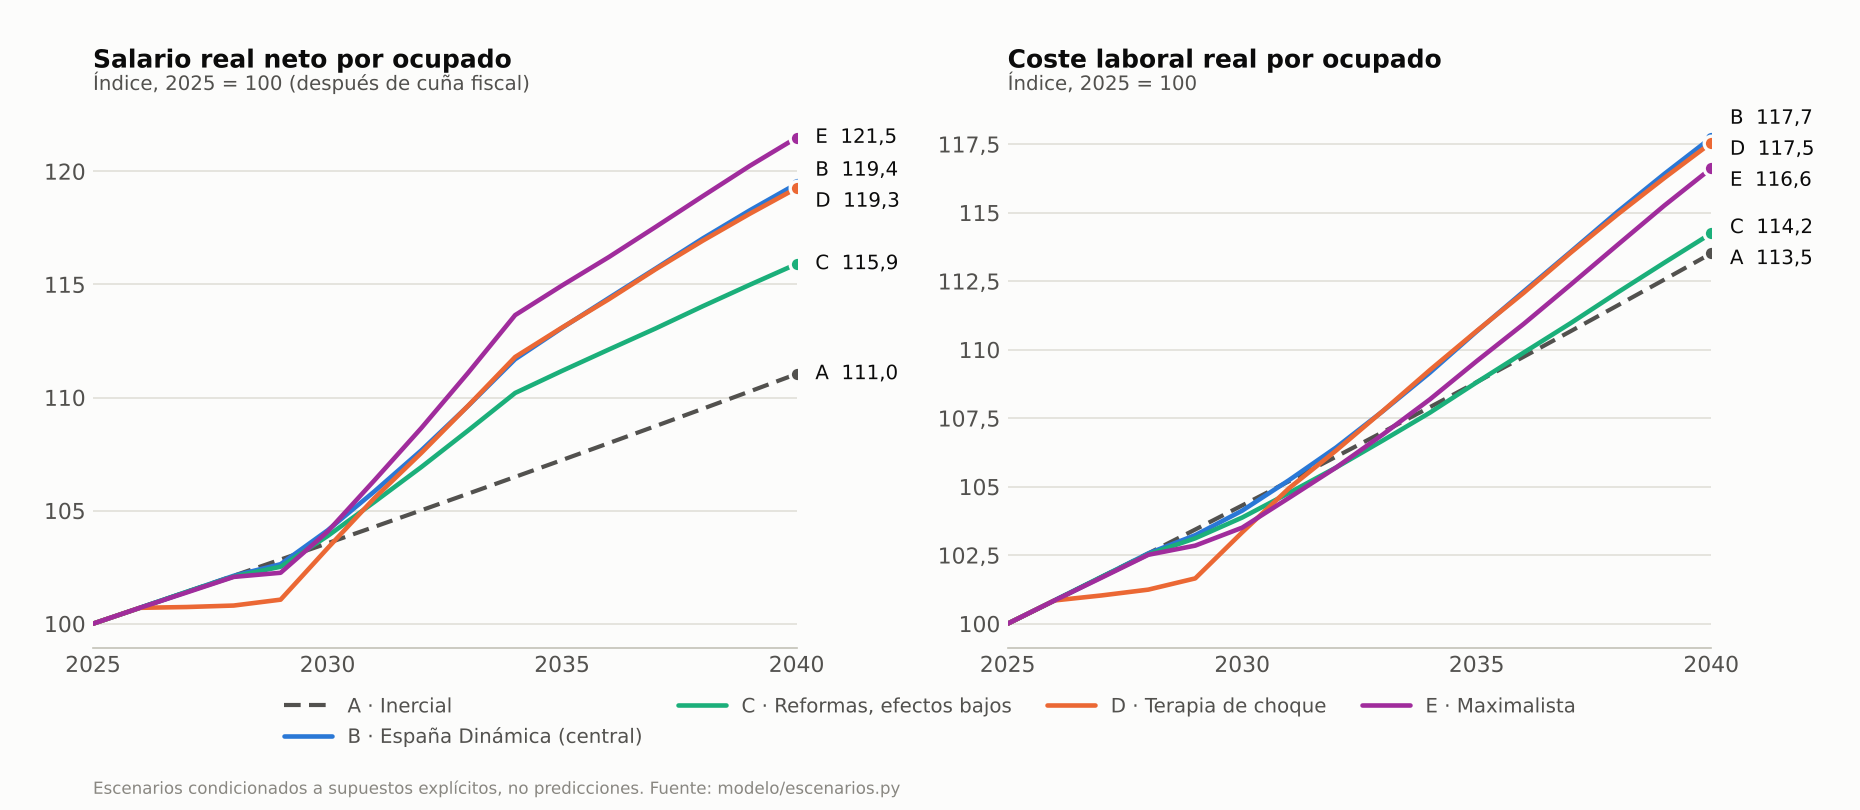 Salario real neto por ocupado
Índice, 2025 = 100 (después de cuña fiscal)
120
115
110
105
100
2025
2030
2035
2040
E 121,5
B 119,4
D 119,3
C 115,9
A 111,0
Coste laboral real por ocupado
Índice, 2025 = 100
117,5
115
112,5
110
107,5
105
102,5
100
2025
2030
2035
2040
B 117,7
D 117,5
E 116,6
C 114,2
A 113,5
A · Inercial
B · España Dinámica (central)
C · Reformas, efectos bajos
D · Terapia de choque
E · Maximalista
Escenarios condicionados a supuestos explícitos, no predicciones. Fuente: modelo/escenarios.py